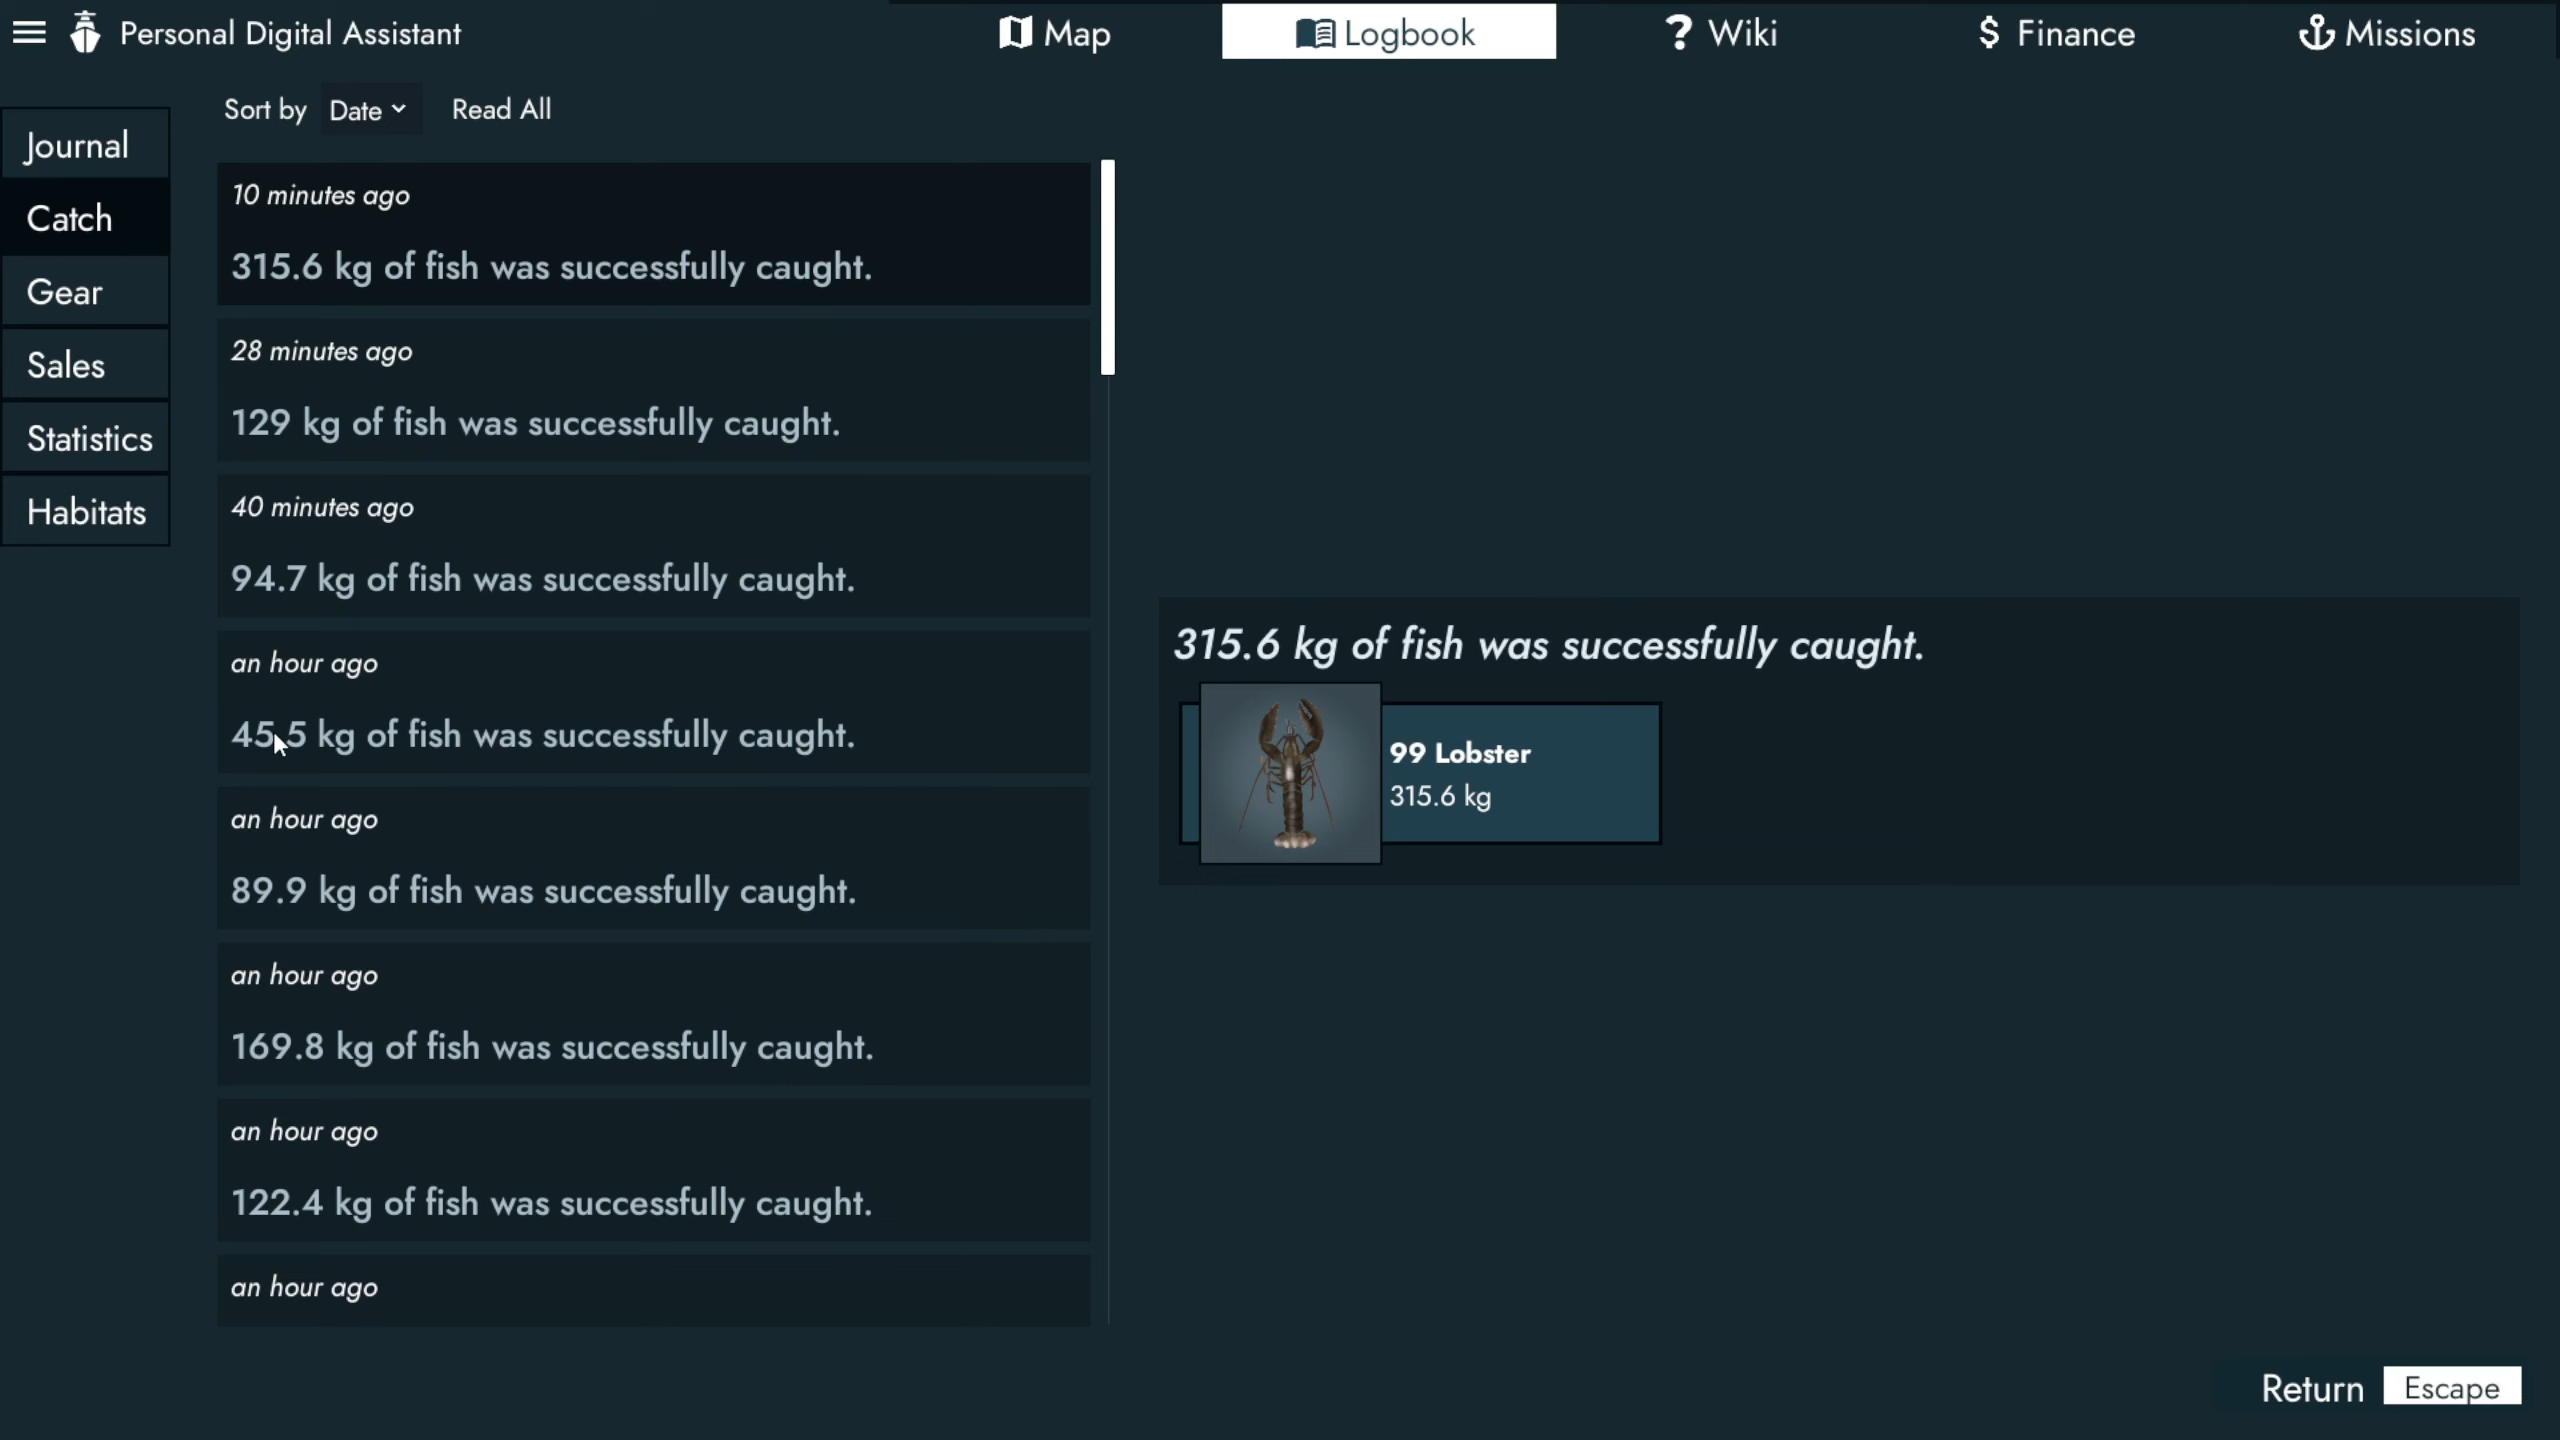 Personal Digital Assistant
Map
Logbook
? Wiki
$ Finance
Missions
Sort by Date
Read All
Journal
Catch
Gear
Sales
Statistics
Habitats
10 minutes ago
315.6 kg of fish was successfully caught.
28 minutes ago
129 kg of fish was successfully caught.
40 minutes ago
94.7 kg of fish was successfully caught.
an hour ago
45.5 kg of fish was successfully caught.
an hour ago
89.9 kg of fish was successfully caught.
an hour ago
169.8 kg of fish was successfully caught.
an hour ago
122.4 kg of fish was successfully caught.
an hour ago
315.6 kg of fish was successfully caught.
99 Lobster
315.6 kg
Return Escape